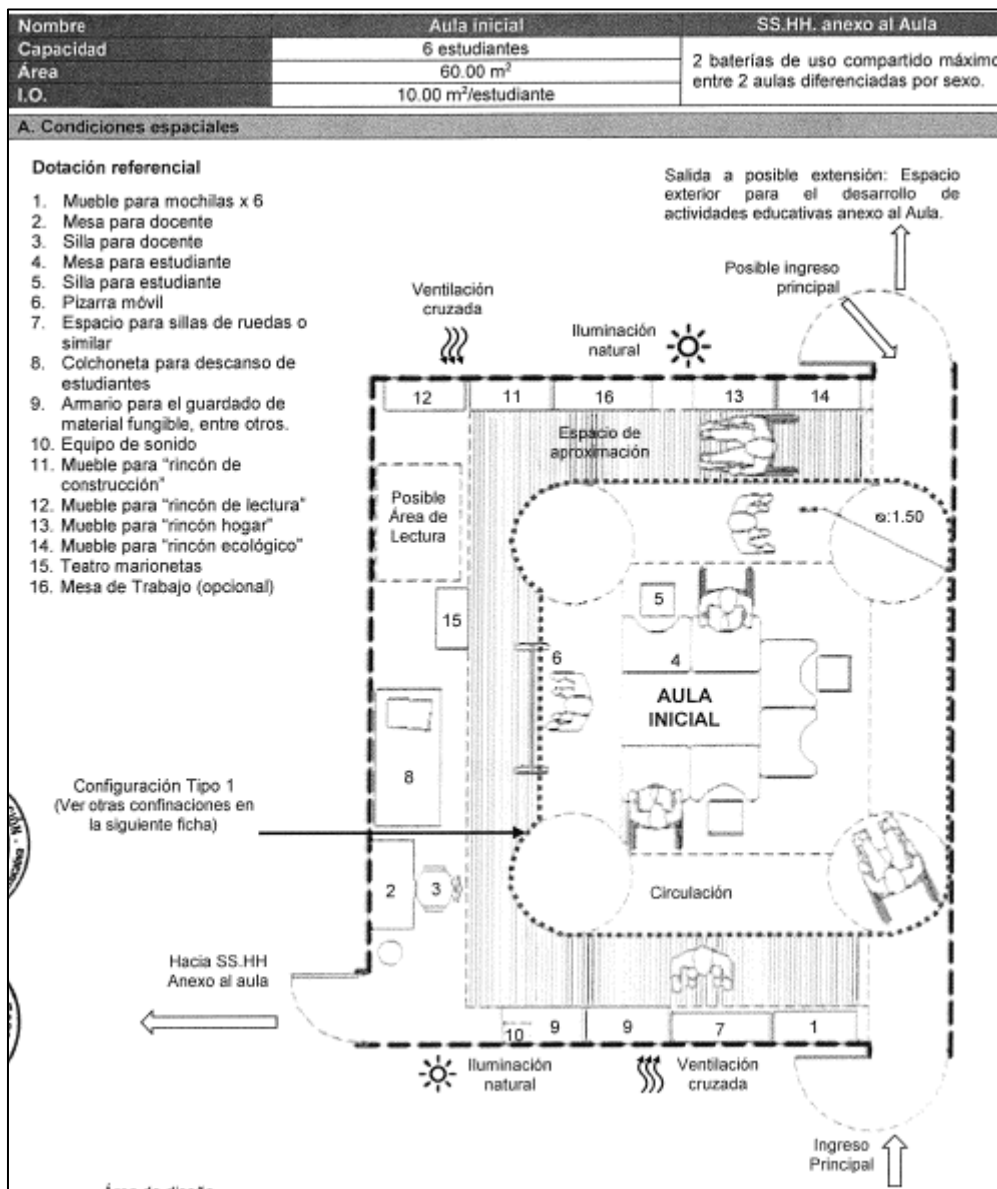 Nombre Aula inicial SS.HH. anexo al Aula
Capacidad 6 estudiantes
Área 60.00 m²
I.O. 10.00 m²/estudiante
2 baterías de uso compartido máximo
entre 2 aulas diferenciadas por sexo.
A. Condiciones espaciales
Dotación referencial
1. Mueble para mochilas x 6
2. Mesa para docente
3. Silla para docente
4. Mesa para estudiante
5. Silla para estudiante
6. Pizarra móvil
7. Espacio para sillas de ruedas o
similar
8. Colchoneta para descanso de
estudiantes
9. Armario para el guardado de
material fungible, entre otros.
10. Equipo de sonido
11. Mueble para "rincón de
construcción"
12. Mueble para "rincón de lectura"
13. Mueble para "rincón hogar"
14. Mueble para "rincón ecológico"
15. Teatro marionetas
16. Mesa de Trabajo (opcional)
Salida a posible extensión: Espacio
exterior para el desarrollo de
actividades educativas anexo al Aula.
Posible ingreso
principal
Ventilación
cruzada
Iluminación
natural
12 11 16 13 14
Espacio de
aproximación
Posible
Área de
Lectura
ø:1.50
5
15
6
4
AULA
INICIAL
8
Configuración Tipo 1
(Ver otras confinaciones en
la siguiente ficha)
2 3
Circulación
Hacia SS.HH
Anexo al aula
10 9 9 7 1
Iluminación
natural
Ventilación
cruzada
Ingreso
Principal